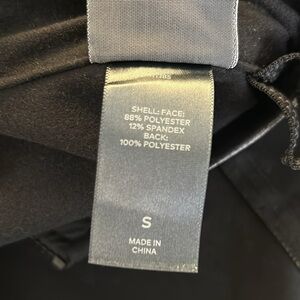 SHELL: FACE:
88% POLYESTER
12% SPANDEX
BACK:
100% POLYESTER
S
MADE IN
CHINA